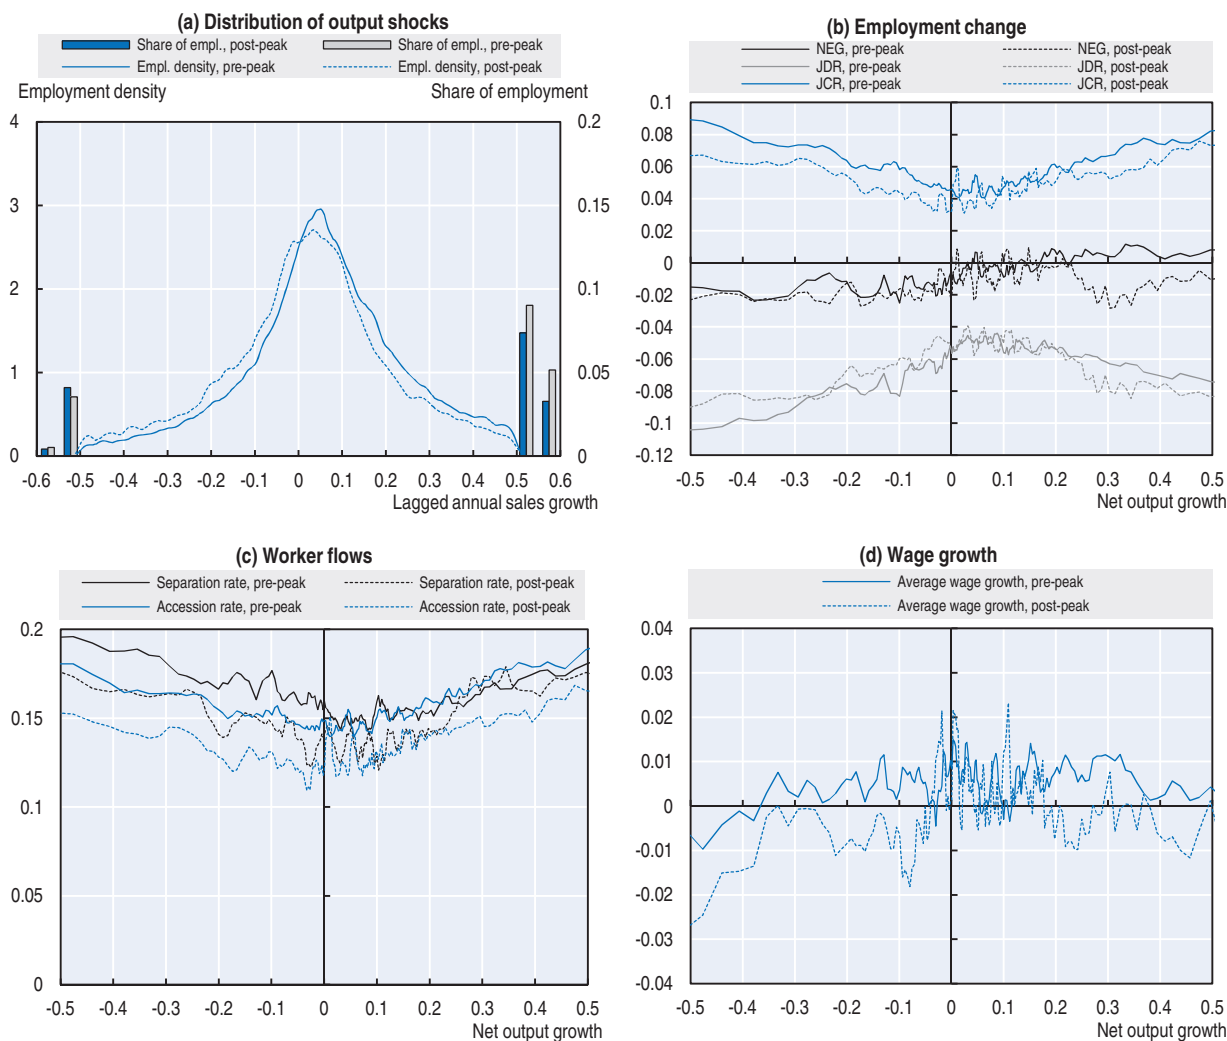 (a) Distribution of output shocks
Share of empl., post-peak
Share of empl., pre-peak
Empl. density, pre-peak
Empl. density, post-peak
Employment density
Share of employment
4
3
2
1
0
0.2
0.15
0.1
0.05
0
-0.6 -0.5 -0.4 -0.3 -0.2 -0.1 0 0.1 0.2 0.3 0.4 0.5 0.6
Lagged annual sales growth
(b) Employment change
NEG, pre-peak
NEG, post-peak
JDR, pre-peak
JDR, post-peak
JCR, pre-peak
JCR, post-peak
0.1
0.08
0.06
0.04
0.02
0
-0.02
-0.04
-0.06
-0.08
-0.1
-0.12
-0.5 -0.4 -0.3 -0.2 -0.1 0 0.1 0.2 0.3 0.4 0.5
Net output growth
(c) Worker flows
Separation rate, pre-peak
Separation rate, post-peak
Accession rate, pre-peak
Accession rate, post-peak
0.2
0.15
0.1
0.05
0
-0.5 -0.4 -0.3 -0.2 -0.1 0 0.1 0.2 0.3 0.4 0.5
Net output growth
(d) Wage growth
Average wage growth, pre-peak
Average wage growth, post-peak
0.04
0.03
0.02
0.01
0
-0.01
-0.02
-0.03
-0.04
-0.5 -0.4 -0.3 -0.2 -0.1 0 0.1 0.2 0.3 0.4 0.5
Net output growth